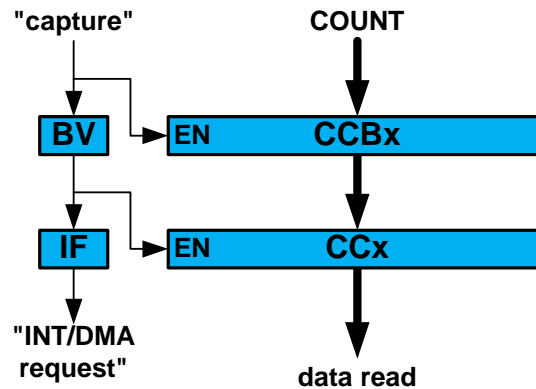 "capture"
COUNT
BV
EN
CCBx
IF
EN
CCx
"INT/DMA
request"
data read